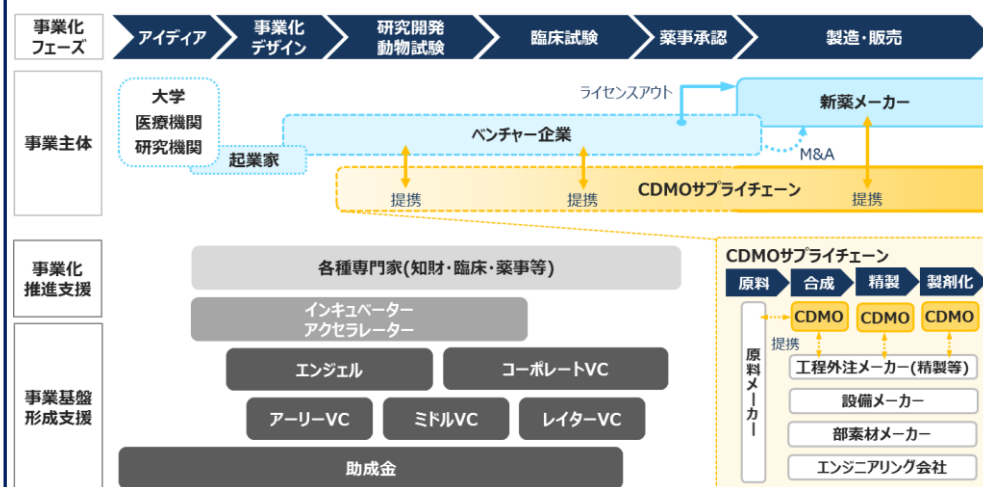 事業化
フェーズ
アイディア
事業化
デザイン
研究開発
動物試験
臨床試験
薬事承認
製造・販売
事業主体
大学
医療機関
研究機関
起業家
ベンチャー企業
ライセンスアウト
新薬メーカー
M&A
CDMOサプライチェーン
提携
提携
提携
事業化
推進支援
各種専門家(知財・臨床・薬事等)
インキュベーター
アクセラレーター
事業基盤
形成支援
エンジェル
コーポレートVC
アーリーVC
ミドルVC
レイターVC
助成金
CDMOサプライチェーン
原料
合成
精製
製剤化
CDMO
CDMO
CDMO
提携
原料メーカー
工程外注メーカー(精製等)
設備メーカー
部素材メーカー
エンジニアリング会社